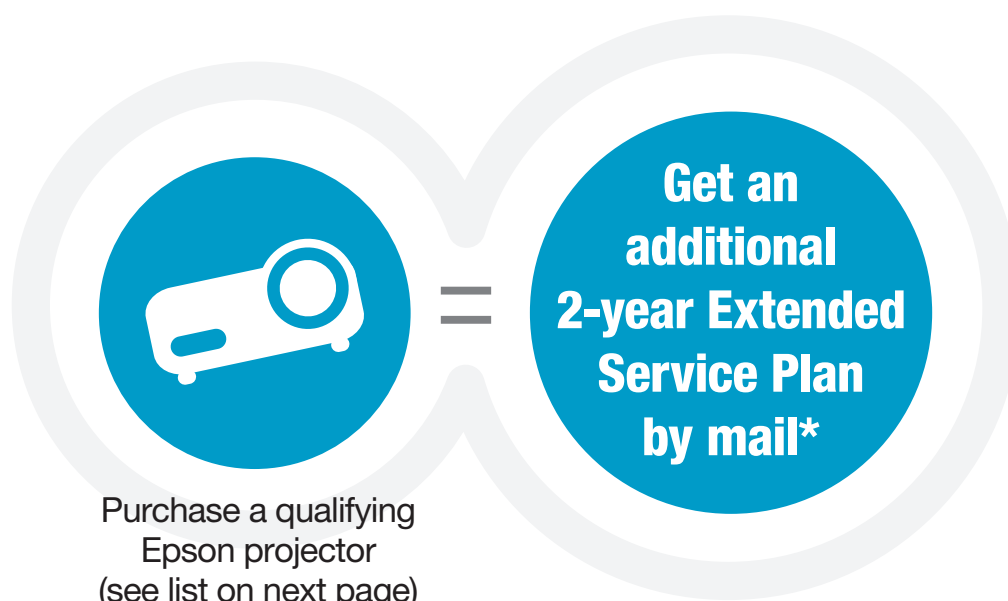 Purchase a qualifying
Epson projector
(see list on next page)
=
Get an
additional
2-year Extended
Service Plan
by mail*